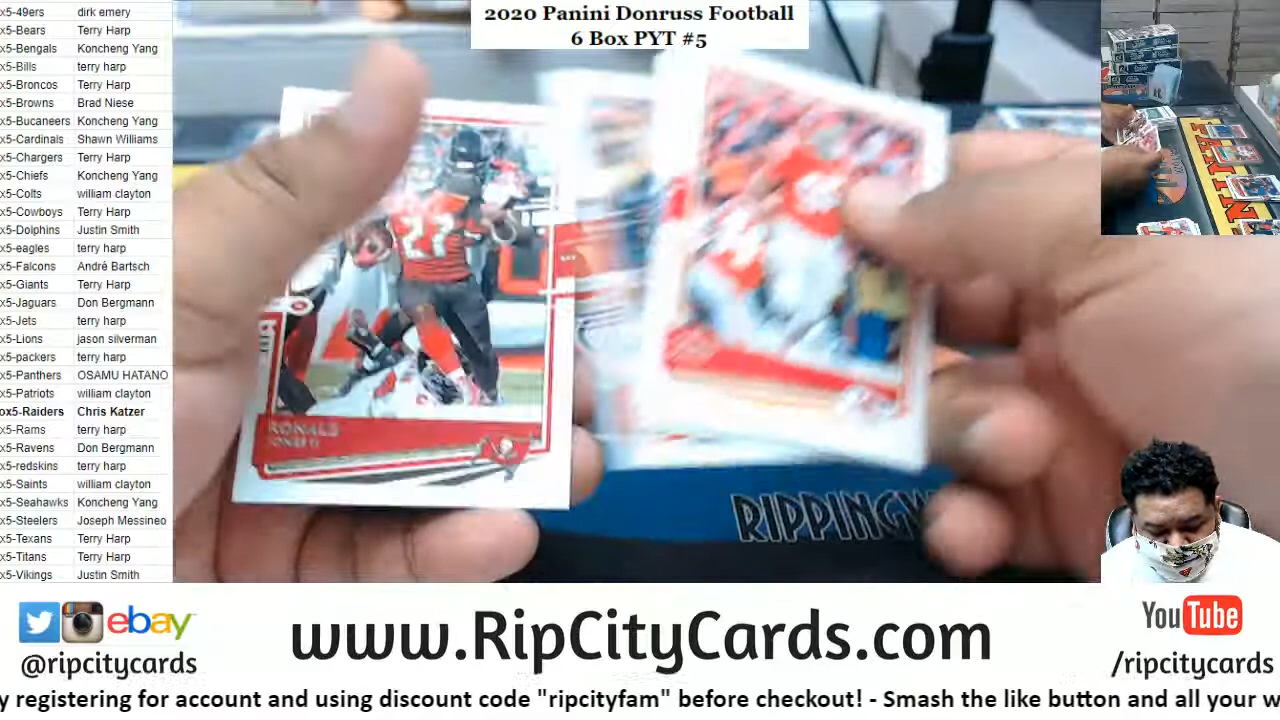 2020 Panini Donruss Football
6 Box PYT #5
x5-49ers dirk emery
x5-Bears Terry Harp
x5-Bengals Koncheng Yang
x5-Bills terry harp
x5-Broncos Terry Harp
x5-Browns Brad Niese
x5-Bucaneers Koncheng Yang
x5-Cardinals Shawn Williams
x5-Chargers Terry Harp
x5-Chiefs Koncheng Yang
x5-Colts william clayton
x5-Cowboys Terry Harp
x5-Dolphins Justin Smith
x5-eagles terry harp
x5-Falcons André Bartsch
x5-Giants Terry Harp
x5-Jaguars Don Bergmann
x5-Jets terry harp
x5-Lions jason silverman
x5-packers terry harp
x5-Panthers OSAMU HATANO
x5-Patriots william clayton
ox5-Raiders Chris Katzer
x5-Rams terry harp
x5-Ravens Don Bergmann
x5-redskins terry harp
x5-Saints william clayton
x5-Seahawks Koncheng Yang
x5-Steelers Joseph Messineo
x5-Texans Terry Harp
x5-Titans Terry Harp
x5-Vikings Justin Smith
27
RONALD
JONES II
RIPPINGW
ebay
@ripcitycards
www.RipCityCards.com
YouTube
/ripcitycards
y registering for account and using discount code "ripcityfam" before checkout! - Smash the like button and all your w